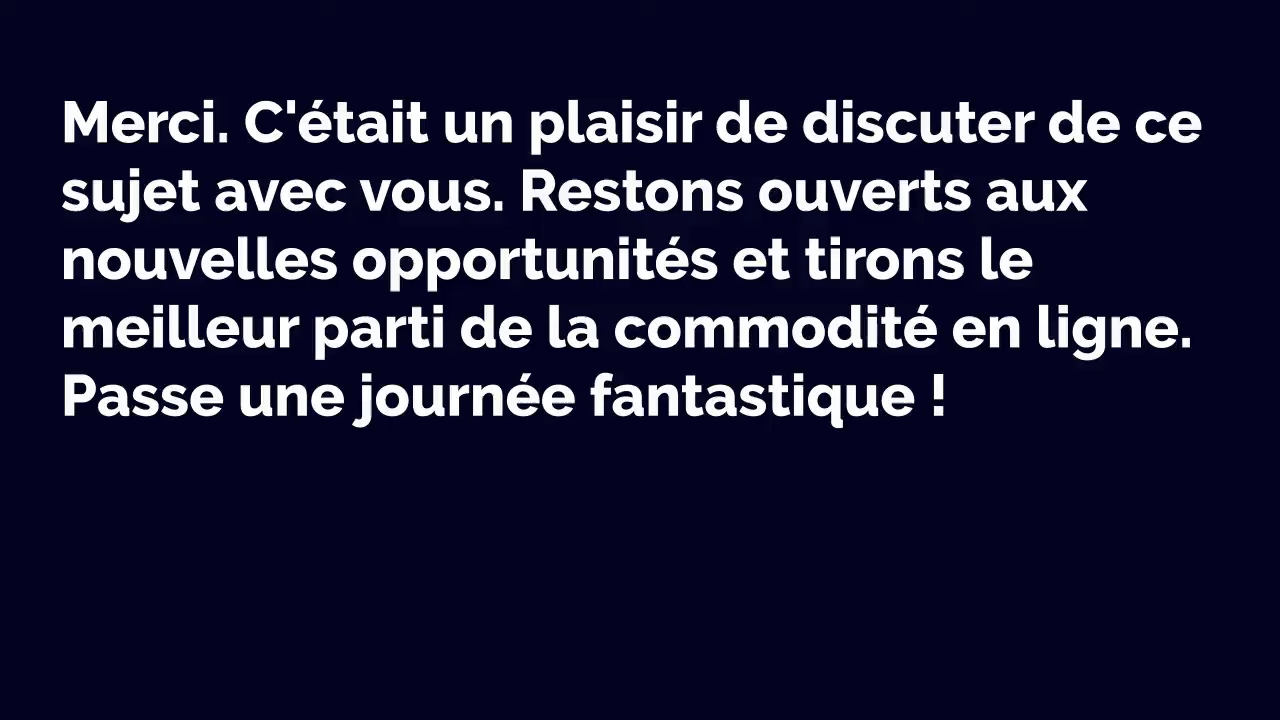 Merci. C'était un plaisir de discuter de ce
sujet avec vous. Restons ouverts aux
nouvelles opportunités et tirons le
meilleur parti de la commodité en ligne.
Passe une journée fantastique !